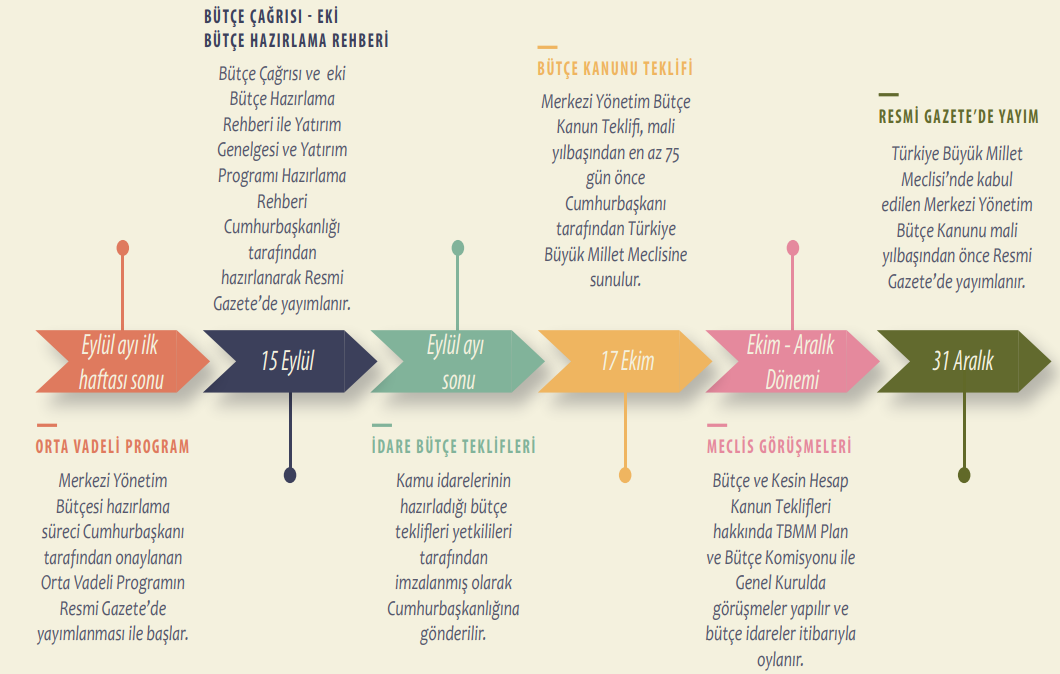 BÜTÇE ÇAĞRISI - EKİ
BÜTÇE HAZIRLAMA REHBERİ
Bütçe Çağrısı ve eki
Bütçe Hazırlama
Rehberi ile Yatırım
Genelgesi ve Yatırım
Programı Hazırlama
Rehberi
Cumhurbaşkanlığı
tarafından
hazırlanarak Resmi
Gazete'de yayımlanır.
BÜTÇE KANUNU TEKLİFİ
Merkezi Yönetim Bütçe
Kanun Teklifi, mali
yılbaşından en az 75
gün önce
Cumhurbaşkanı
tarafından Türkiye
Büyük Millet Meclisine
sunulur.
RESMİ GAZETE'DE YAYIM
Türkiye Büyük Millet
Meclisi'nde kabul
edilen Merkezi Yönetim
Bütçe Kanunu mali
yılbaşından önce Resmi
Gazete'de yayımlanır.
Eylül ayı ilk
haftası sonu
15 Eylül
Eylül ayı
sonu
17 Ekim
Ekim - Aralık
Dönemi
31 Aralık
ORTA VADELİ PROGRAM
Merkezi Yönetim
Bütçesi hazırlama
süreci Cumhurbaşkanı
tarafından onaylanan
Orta Vadeli Programın
Resmi Gazete'de
yayımlanması ile başlar.
İDARE BÜTÇE TEKLİFLERİ
Kamu idarelerinin
hazırladığı bütçe
teklifleri yetkilileri
tarafından
imzalanmış olarak
Cumhurbaşkanlığına
gönderilir.
MECLİS GÖRÜŞMELERİ
Bütçe ve Kesin Hesap
Kanun Teklifleri
hakkında TBMM Plan
ve Bütçe Komisyonu ile
Genel Kurulda
görüşmeler yapılır ve
bütçe idareler itibarıyla
oylanır.